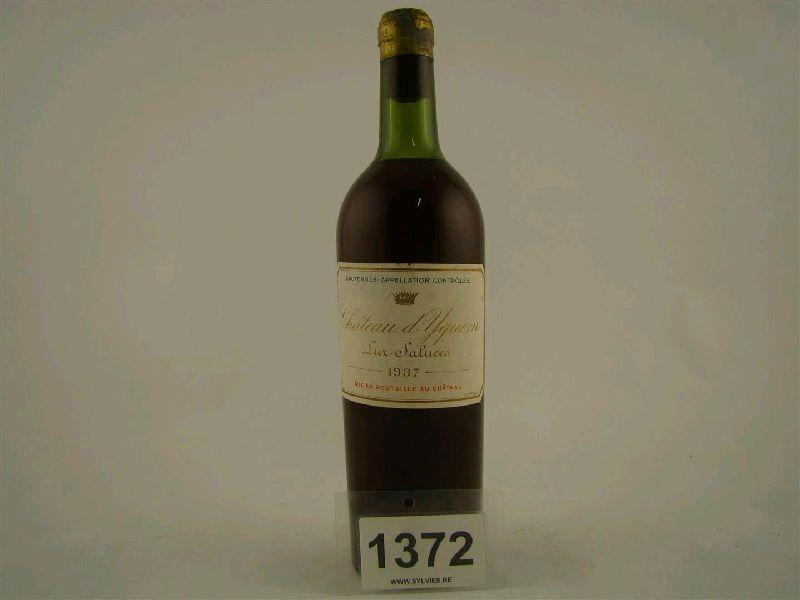 SAUTERNES-APPELLATION CONTRÔLÉE
Château d'Yquem
Lur-Saluces
1937
MIS EN BOUTEILLE AU CHÂTEAU
1372
WWW.SYLVIES.BE